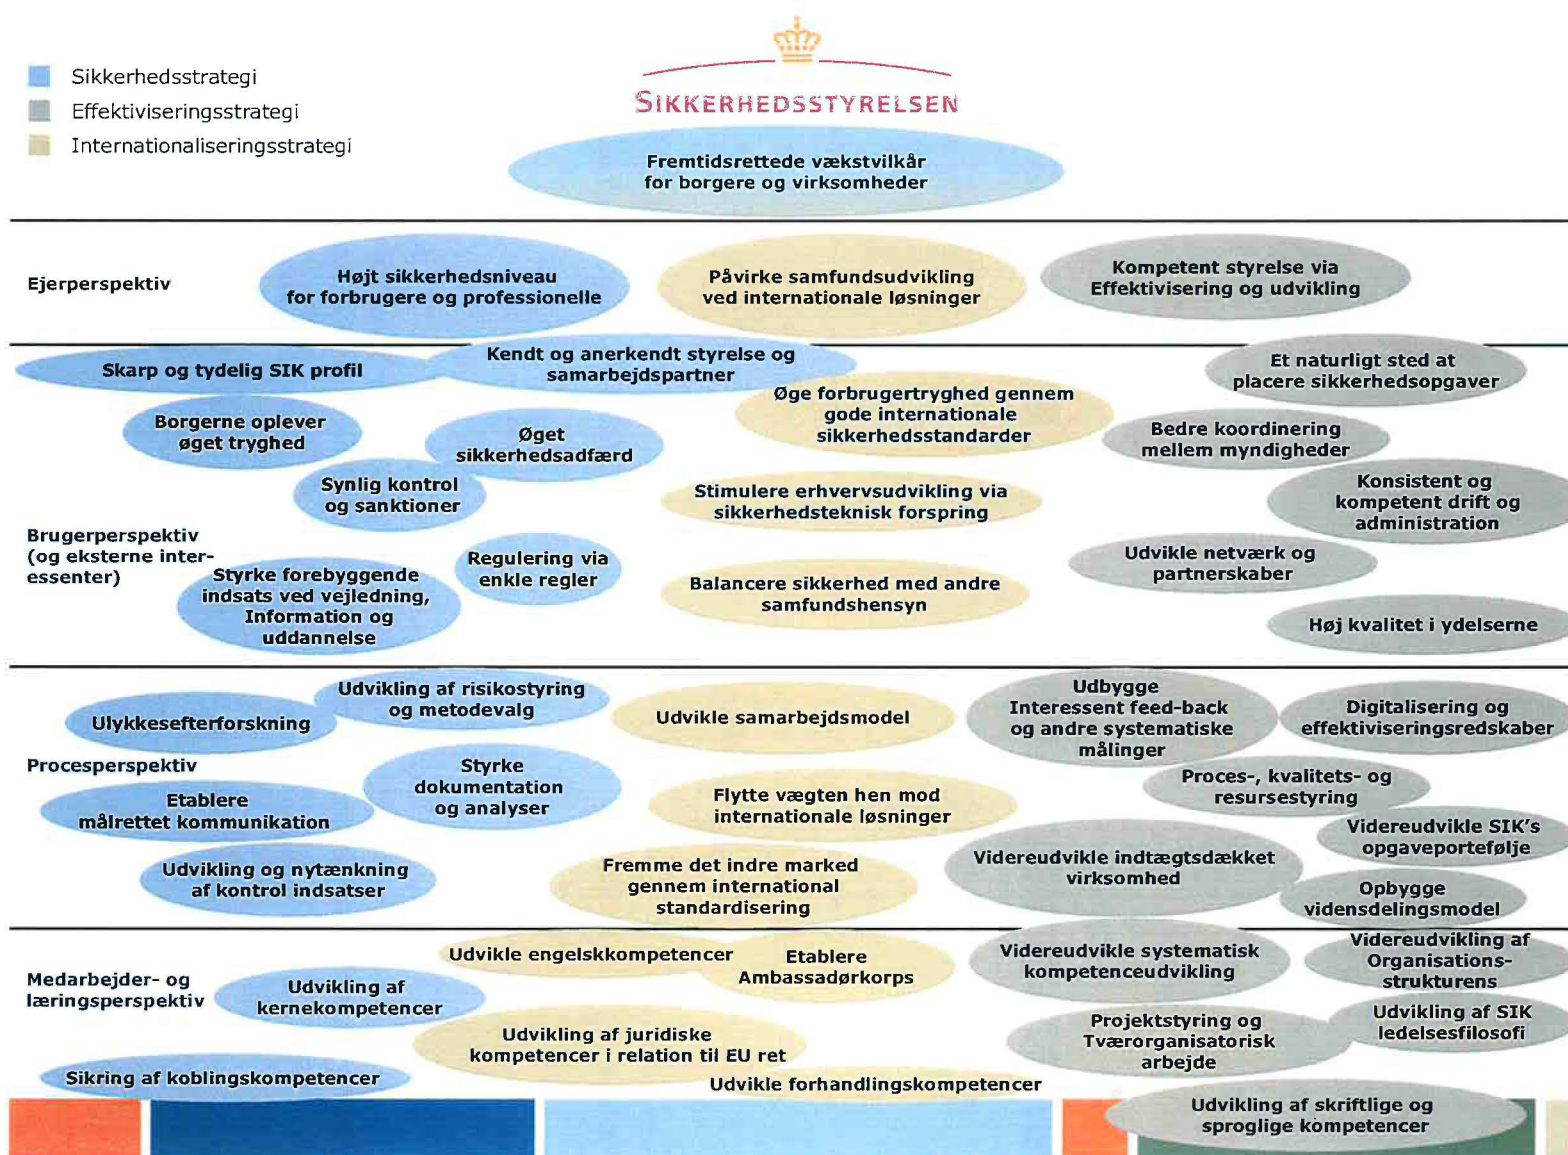 Sikkerhedsstrategi
Effektiviseringsstrategi
Internationaliseringsstrategi
SIKKERHEDSSTYRELSEN
Fremtidsrettede vækstvilkår
for borgere og virksomheder
Ejerperspektiv
Højt sikkerhedsniveau
for forbrugere og professionelle
Påvirke samfundsudvikling
ved internationale løsninger
Kompetent styrelse via
Effektivisering og udvikling
Skarp og tydelig SIK profil
Kendt og anerkendt styrelse og
samarbejdspartner
Et naturligt sted at
placere sikkerhedsopgaver
Øge forbrugertryghed gennem
gode internationale
sikkerhedsstandarder
Borgerne oplever
øget tryghed
Øget
sikkerhedsadfærd
Bedre koordinering
mellem myndigheder
Synlig kontrol
og sanktioner
Stimulere erhvervsudvikling via
sikkerhedsteknisk forspring
Konsistent og
kompetent drift og
administration
Brugerperspektiv
(og eksterne inter-
essenter)
Regulering via
enkle regler
Udvikle netværk og
partnerskaber
Styrke forebyggende
indsats ved vejledning,
Information og
uddannelse
Balancere sikkerhed med andre
samfundshensyn
Høj kvalitet i ydelserne
Procesperspektiv
Ulykkesefterforskning
Udvikling af risikostyring
og metodevalg
Udvikle samarbejdsmodel
Udbygge
Interessent feed-back
og andre systematiske
målinger
Digitalisering og
effektiviseringsredskaber
Styrke
dokumentation
og analyser
Etablere
målrettet kommunikation
Flytte vægten hen mod
internationale løsninger
Proces-, kvalitets- og
resursestyring
Videreudvikle SIK's
opgaveportefølje
Udvikling og nytænkning
af kontrol indsatser
Fremme det indre marked
gennem international
standardisering
Videreudvikle indtægtsdækket
virksomhed
Opbygge
vidensdelingsmodel
Medarbejder- og
læringsperspektiv
Udvikle engelskkompetencer
Etablere
Ambassadørkorps
Videreudvikle systematisk
kompetenceudvikling
Videreudvikling af
Organisations-
strukturens
Udvikling af
kernekompetencer
Udvikling af juridiske
kompetencer i relation til EU ret
Projektstyring og
Tværorganisatorisk
arbejde
Udvikling af SIK
ledelsesfilosofi
Sikring af koblingskompetencer
Udvikle forhandlingskompetencer
Udvikling af skriftlige og
sproglige kompetencer